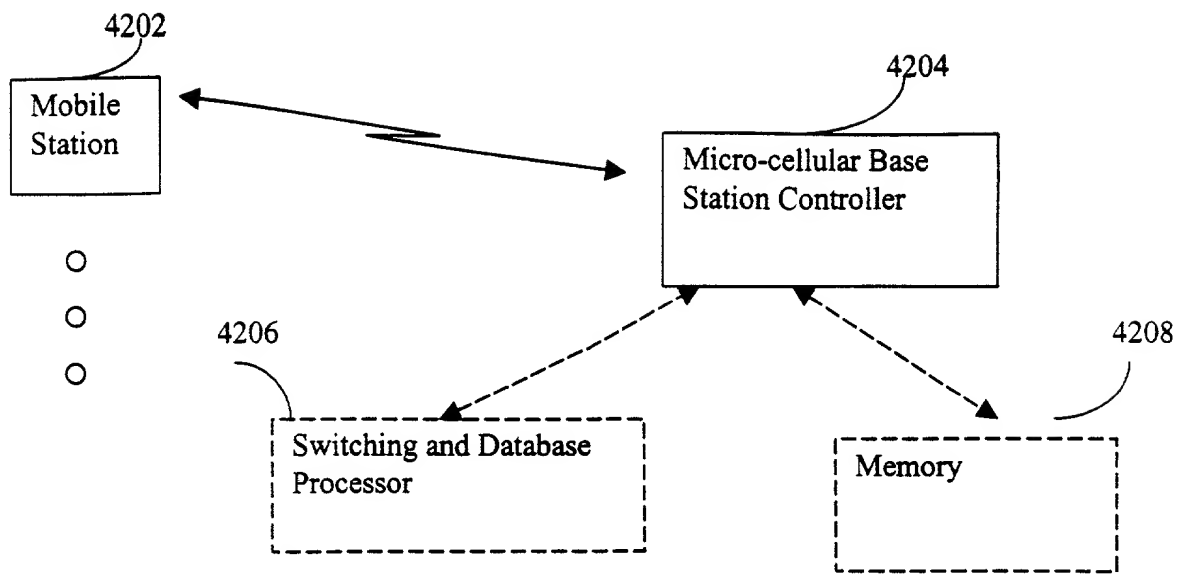 4202
Mobile
Station
4204
Micro-cellular Base
Station Controller
4206
Switching and Database
Processor
4208
Memory